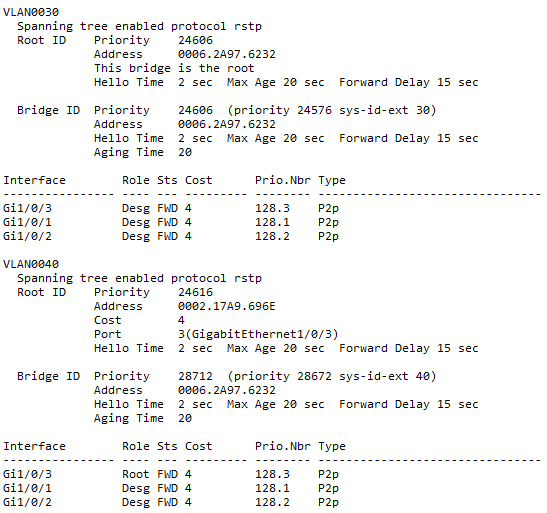 VLAN0030
  Spanning tree enabled protocol rstp
  Root ID    Priority    24606
             Address     0006.2A97.6232
             This bridge is the root
             Hello Time  2 sec  Max Age 20 sec  Forward Delay 15 sec

  Bridge ID  Priority    24606  (priority 24576 sys-id-ext 30)
             Address     0006.2A97.6232
             Hello Time  2 sec  Max Age 20 sec  Forward Delay 15 sec
             Aging Time  20

Interface        Role Sts Cost      Prio.Nbr Type
---------------- ---- --- --------- -------- --------------------------------
Gi1/0/3          Desg FWD 4         128.3    P2p
Gi1/0/1          Desg FWD 4         128.1    P2p
Gi1/0/2          Desg FWD 4         128.2    P2p

VLAN0040
  Spanning tree enabled protocol rstp
  Root ID    Priority    24616
             Address     0002.17A9.696E
             Cost        4
             Port        3(GigabitEthernet1/0/3)
             Hello Time  2 sec  Max Age 20 sec  Forward Delay 15 sec

  Bridge ID  Priority    28712  (priority 28672 sys-id-ext 40)
             Address     0006.2A97.6232
             Hello Time  2 sec  Max Age 20 sec  Forward Delay 15 sec
             Aging Time  20

Interface        Role Sts Cost      Prio.Nbr Type
---------------- ---- --- --------- -------- --------------------------------
Gi1/0/3          Root FWD 4         128.3    P2p
Gi1/0/1          Desg FWD 4         128.1    P2p
Gi1/0/2          Desg FWD 4         128.2    P2p